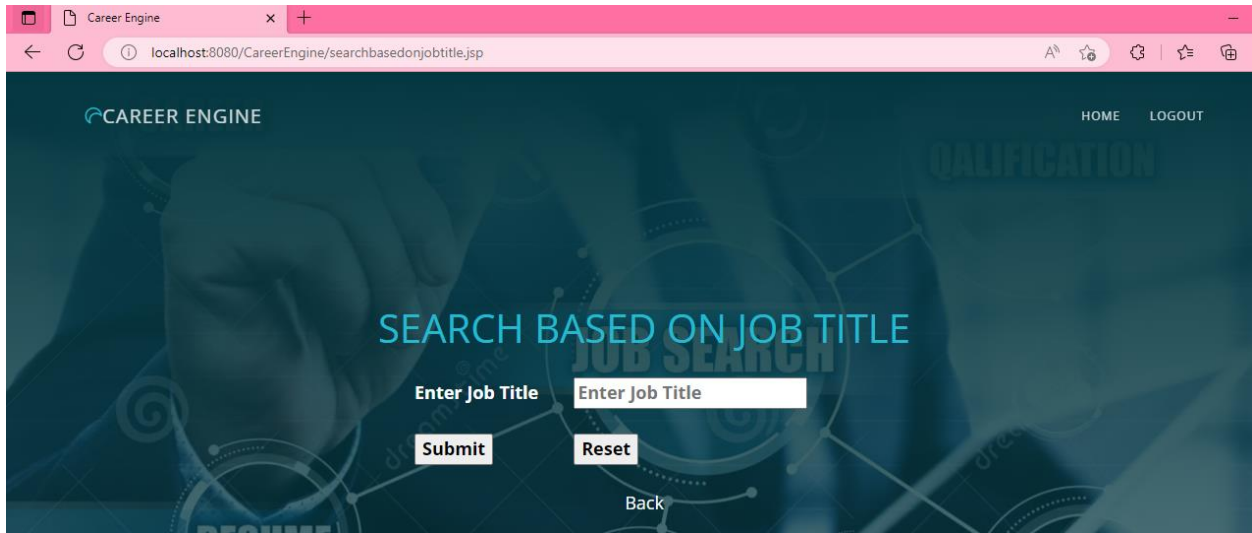 Career Engine
localhost:8080/CareerEngine/searchbasedonjobtitle.jsp
CAREER ENGINE
HOME LOGOUT
QALIFICATION
SEARCH BASED ON JOB TITLE
JOB SEARCH
Enter Job Title Enter Job Title
Submit Reset
Back
RESUME